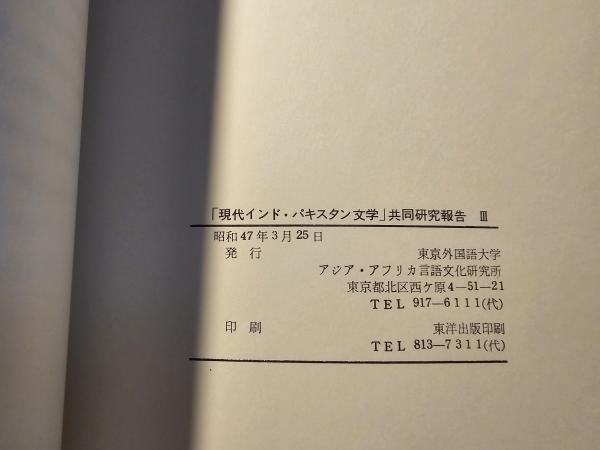 「現代インド・パキスタン文学」共同研究報告 Ⅲ
昭和47年3月25日
発行 東京外国語大学
アジア・アフリカ言語文化研究所
東京都北区西ケ原4—51—21
TEL 917—6111(代)
印刷 東洋出版印刷
TEL 813—7311(代)